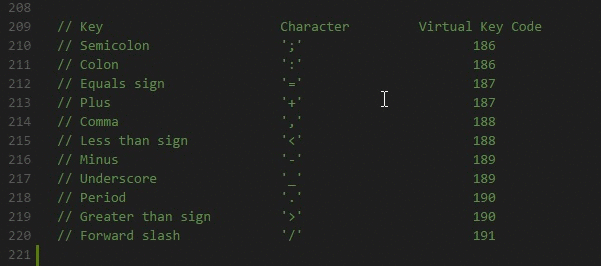 208
209 // Key Character Virtual Key Code
210 // Semicolon ';' 186
211 // Colon ':' 186
212 // Equals sign '=' 187
213 // Plus '+' 187
214 // Comma ',' 188
215 // Less than sign '<' 188
216 // Minus '-' 189
217 // Underscore '_' 189
218 // Period '.' 190
219 // Greater than sign '>' 190
220 // Forward slash '/' 191
221